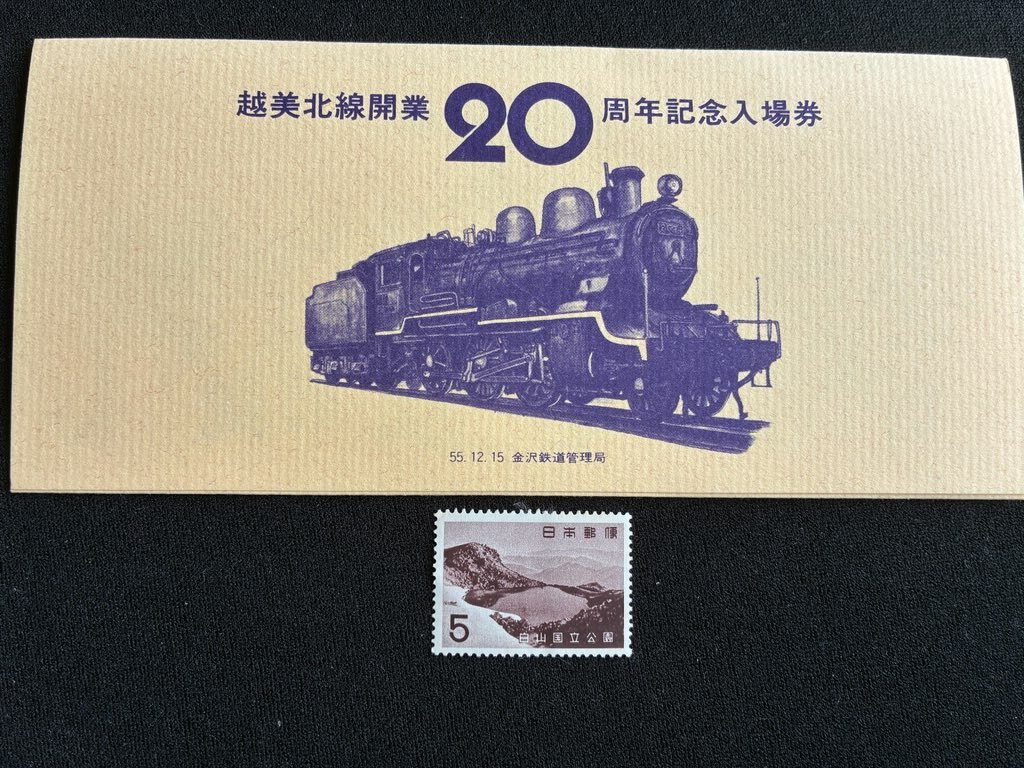 越美北線開業20周年記念入場券
55.12.15 金沢鉄道管理局
日本郵便
5
白山国立公園